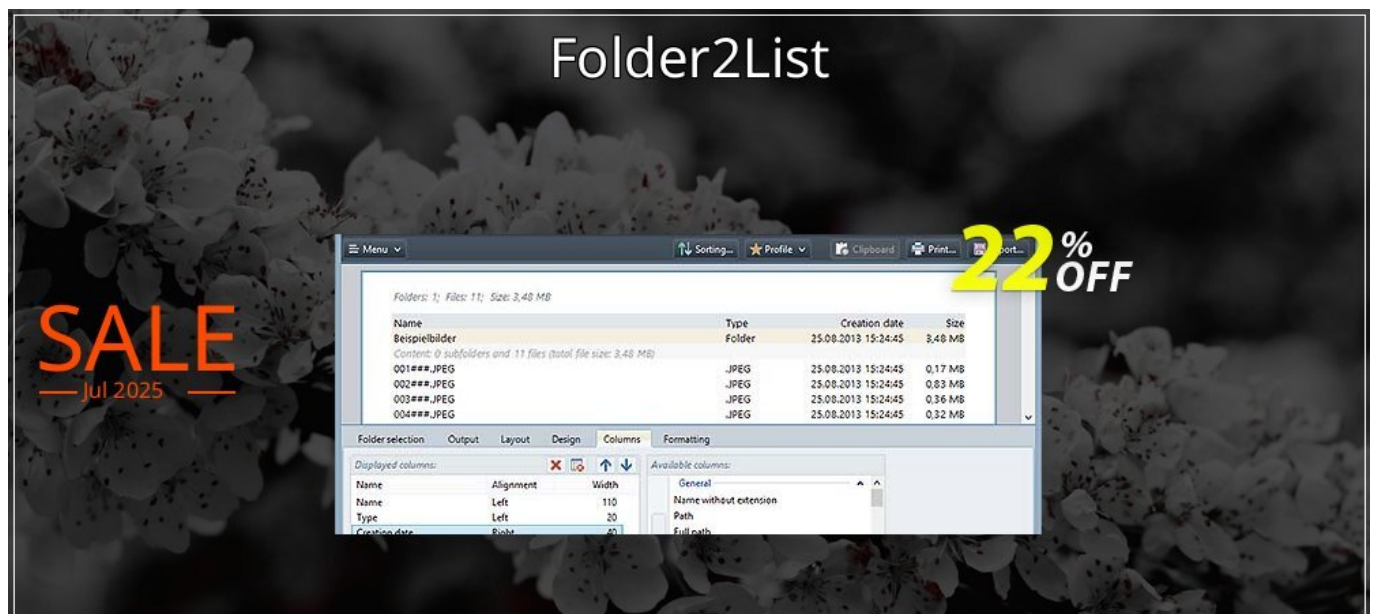 Folder2List
SALE
Jul 2025
22% OFF
Menu Sorting... Profile Clipboard Print...
Folders: 1; Files: 11; Size: 3,48 MB
Name Type Creation date Size
Beispielbilder Folder 25.08.2013 15:24:45 3,48 MB
Content: 0 subfolders and 11 files (total file size: 3,48 MB)
001###.JPEG .JPEG 25.08.2013 15:24:45 0,17 MB
002###.JPEG .JPEG 25.08.2013 15:24:45 0,83 MB
003###.JPEG .JPEG 25.08.2013 15:24:45 0,36 MB
004###.JPEG .JPEG 25.08.2013 15:24:45 0,32 MB
Folder selection Output Layout Design Columns Formatting
Displayed columns: Available columns:
Name Alignment Width General
Name Left 110 Name without extension
Type Left 20 Path
Creation date Right 40 Full path